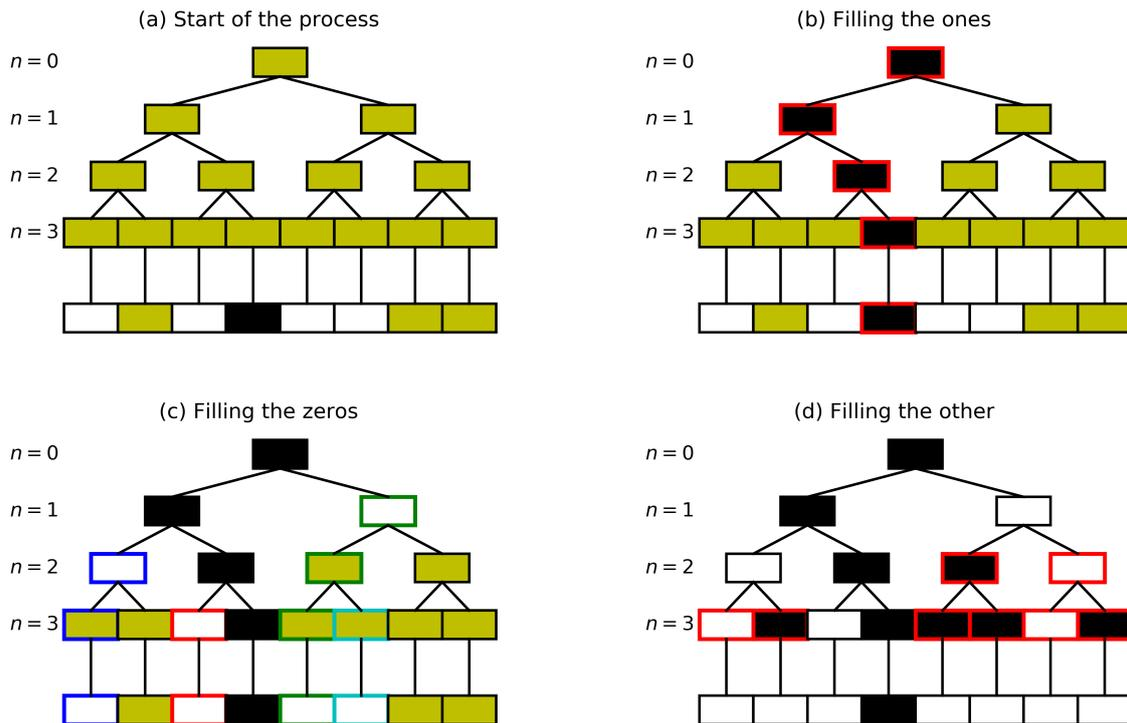 (a) Start of the process
n = 0
n = 1
n = 2
n = 3
(b) Filling the ones
n = 0
n = 1
n = 2
n = 3
(c) Filling the zeros
n = 0
n = 1
n = 2
n = 3
(d) Filling the other
n = 0
n = 1
n = 2
n = 3